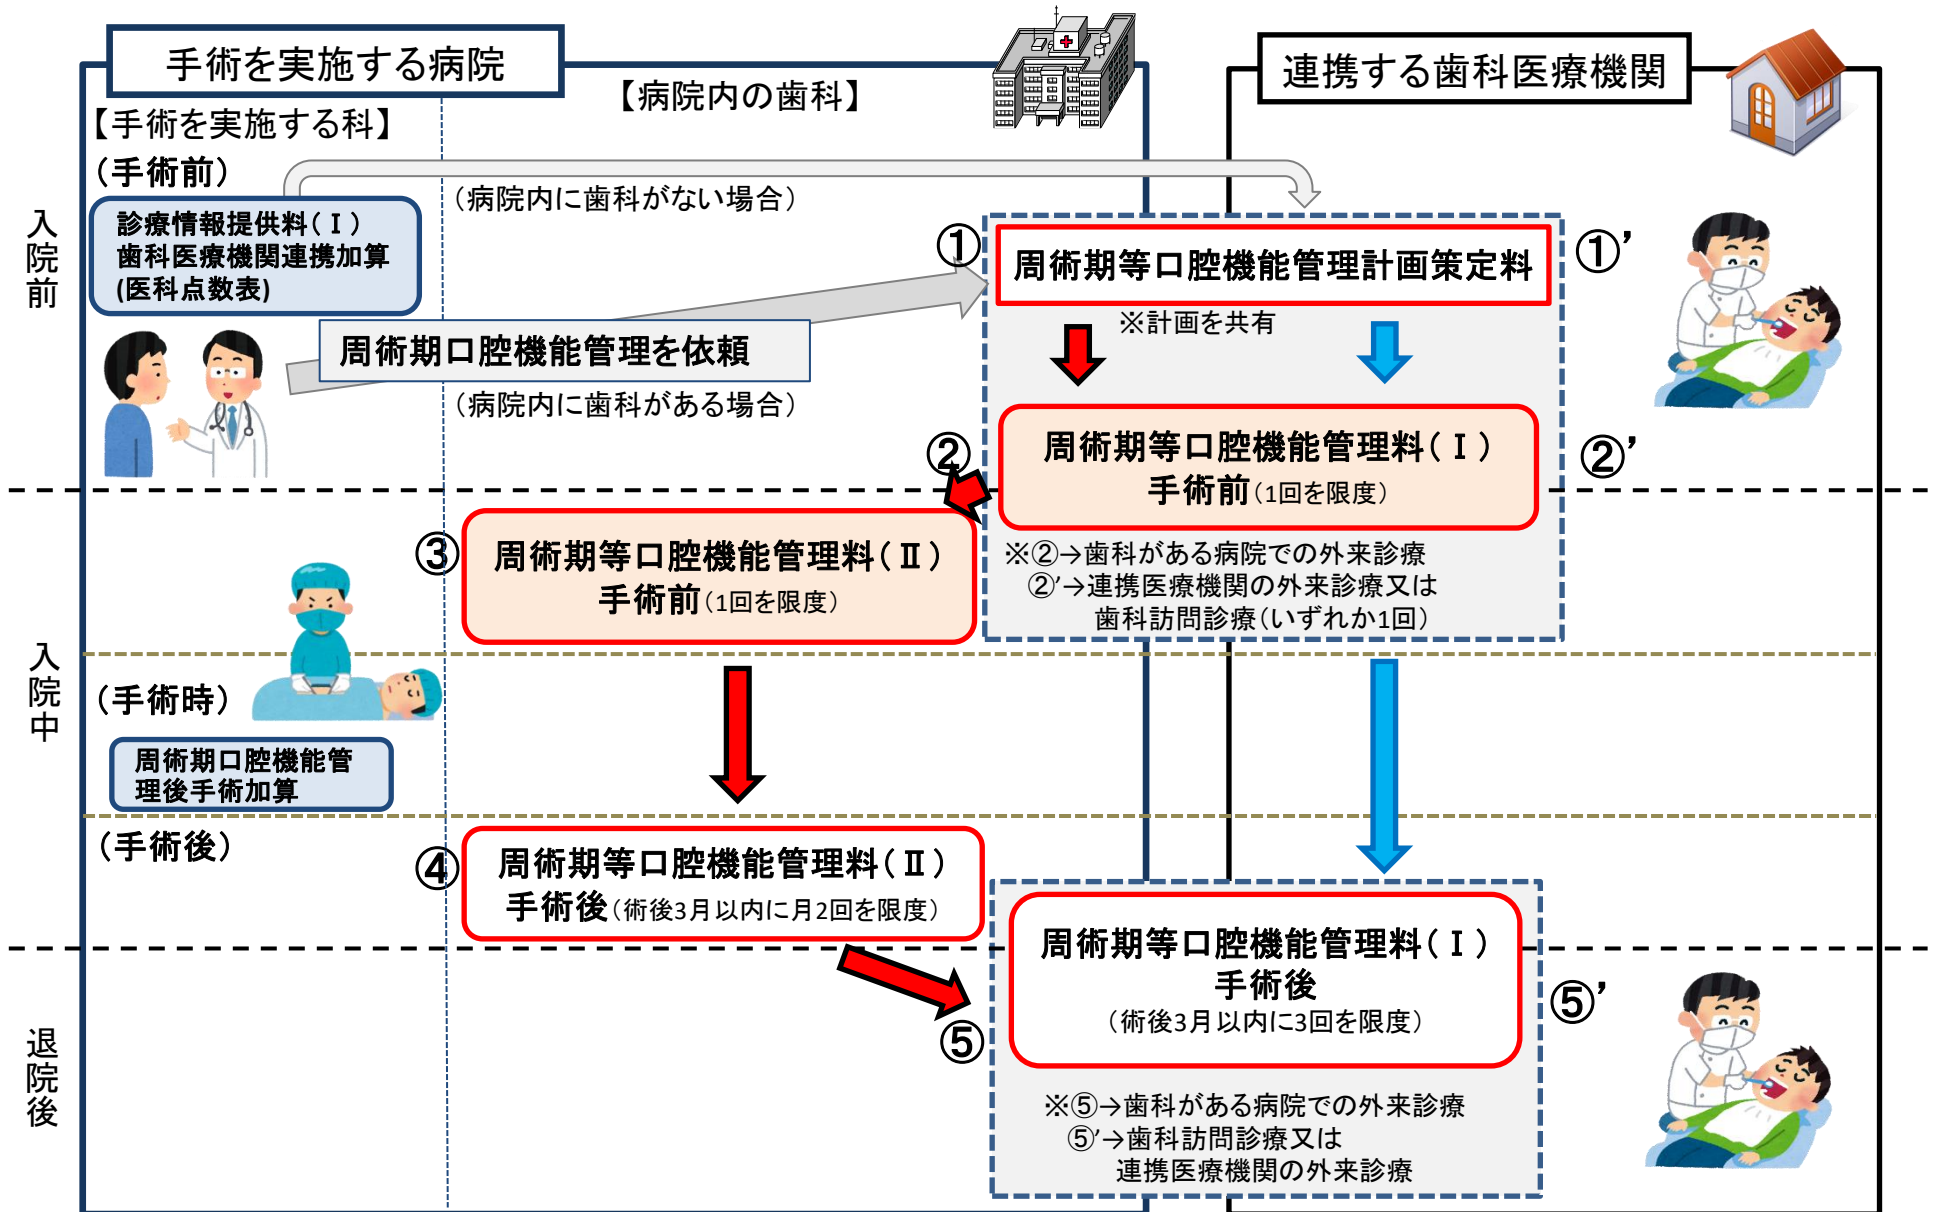 手術を実施する病院
連携する歯科医療機関
【病院内の歯科】
【手術を実施する科】
(手術前)
入院前
診療情報提供料(Ⅰ)
歯科医療機関連携加算
(医科点数表)
(病院内に歯科がない場合)
周術期口腔機能管理を依頼
(病院内に歯科がある場合)
①
周術期等口腔機能管理計画策定料
①’
※計画を共有
②
周術期等口腔機能管理料(Ⅰ)
手術前(1回を限度)
②’
※②→歯科がある病院での外来診療
②’→連携医療機関の外来診療又は
歯科訪問診療(いずれか1回)
入院中
③
周術期等口腔機能管理料(Ⅱ)
手術前(1回を限度)
(手術時)
周術期口腔機能管
理後手術加算
(手術後)
④
周術期等口腔機能管理料(Ⅱ)
手術後(術後3月以内に月2回を限度)
退院後
⑤
周術期等口腔機能管理料(Ⅰ)
手術後
(術後3月以内に3回を限度)
⑤’
※⑤→歯科がある病院での外来診療
⑤’→歯科訪問診療又は
連携医療機関の外来診療